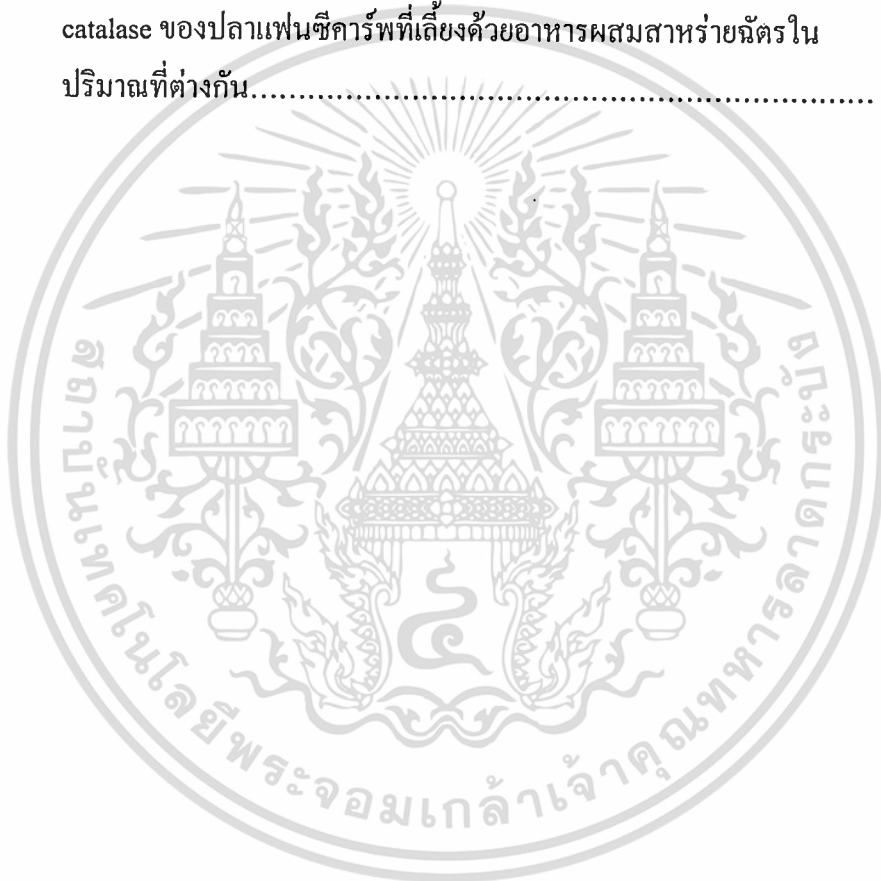 catalase ของปลาแฟนซีคาร์พที่เลี้ยงด้วยอาหารผสมสาหร่ายฉัตรใน
ปริมาณที่ต่างกัน........................................................................
สถาบันเทคโนโลยีพระจอมเกล้าเจ้าคุณทหารลาดกระบัง
๔